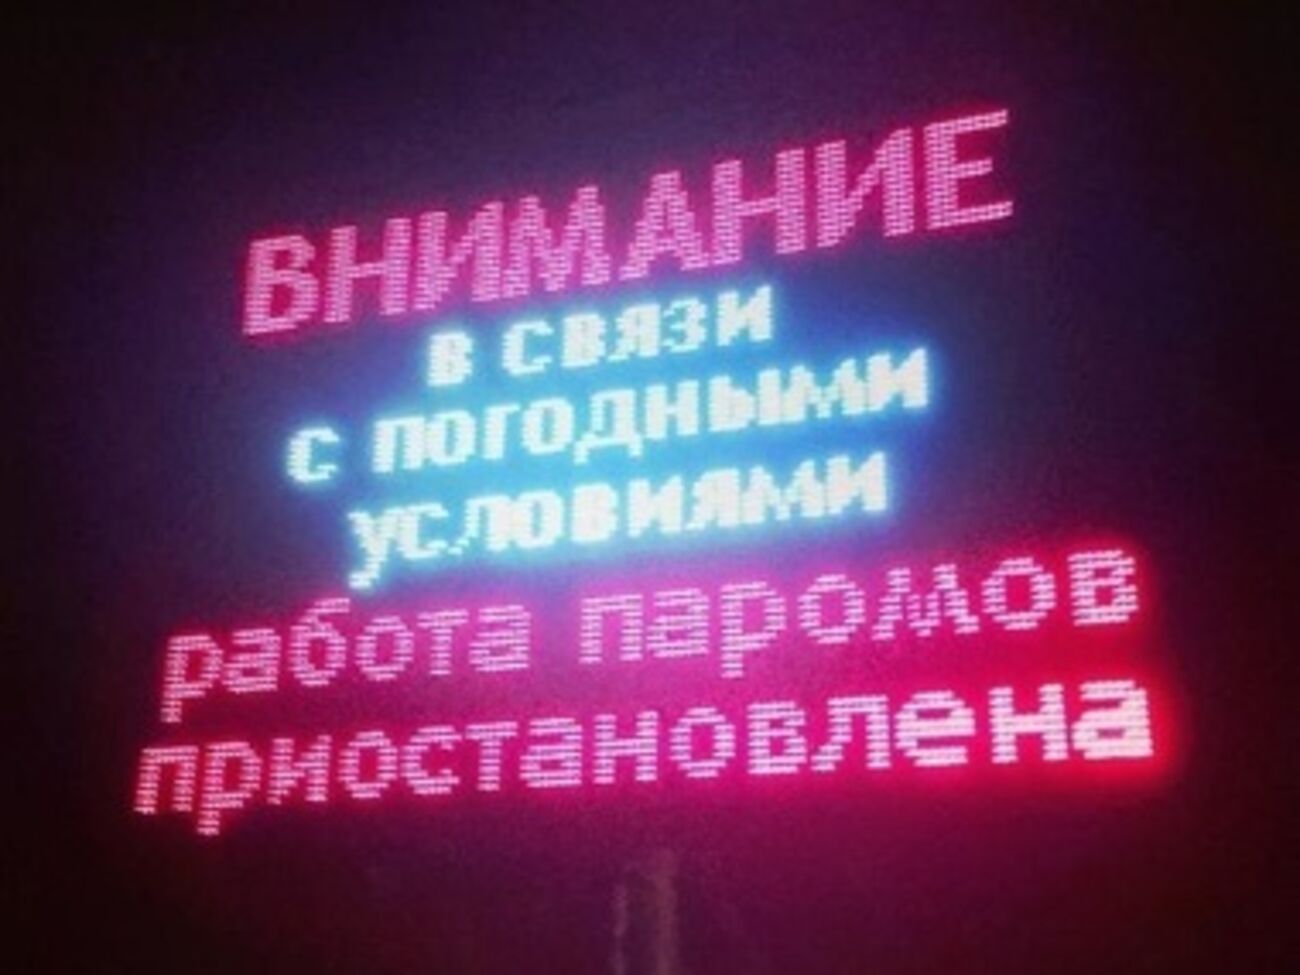 ВНИМАНИЕ
в связи
с погодными
условиями
работа паромов
приостановлена